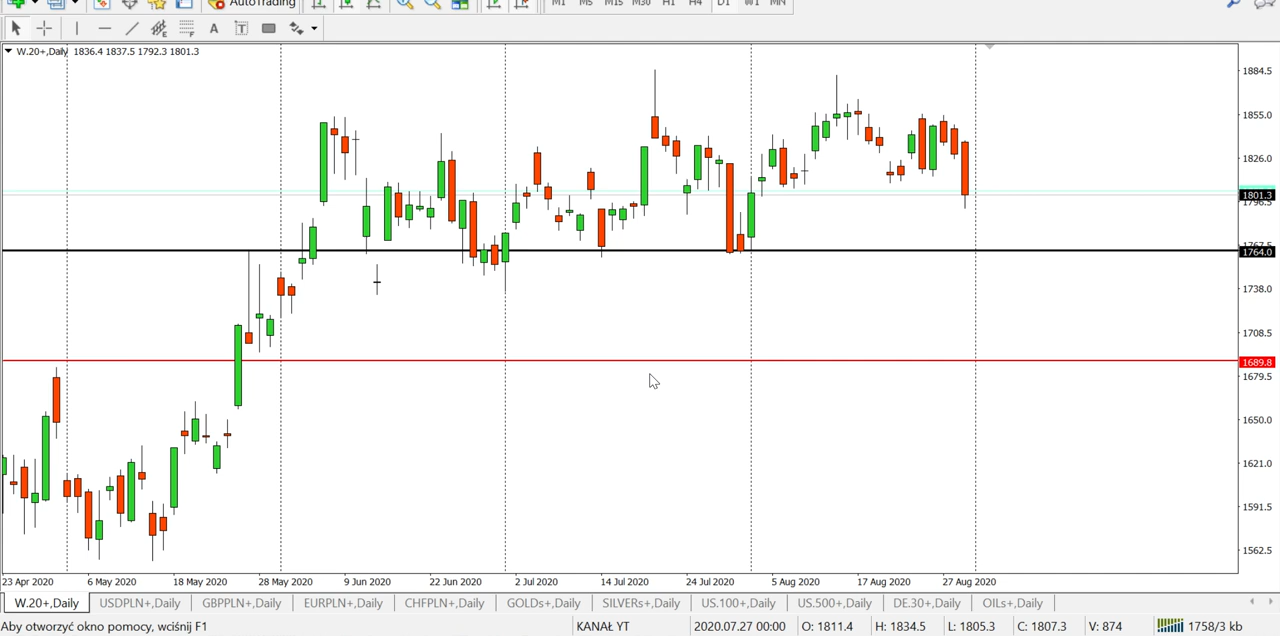 AutoTrading M1 M5 M15 M30 H1 H4 D1 W1 MN
A T
W.20+,Daily 1836.4 1837.5 1792.3 1801.3
1884.5
1855.0
1826.0
1801.3
1796.5
1767.5
1764.0
1738.0
1708.5
1689.8
1679.5
1650.0
1621.0
1591.5
1562.5
23 Apr 2020 6 May 2020 18 May 2020 28 May 2020 9 Jun 2020 22 Jun 2020 2 Jul 2020 14 Jul 2020 24 Jul 2020 5 Aug 2020 17 Aug 2020 27 Aug 2020
W.20+,Daily USDPLN+,Daily GBPPLN+,Daily EURPLN+,Daily CHFPLN+,Daily GOLDs+,Daily SILVERs+,Daily US.100+,Daily US.500+,Daily DE.30+,Daily OILs+,Daily
Aby otworzyć okno pomocy, wciśnij F1 KANAŁ YT 2020.07.27 00:00 O: 1811.4 H: 1834.5 L: 1805.3 C: 1807.3 V: 874 1758/3 kb